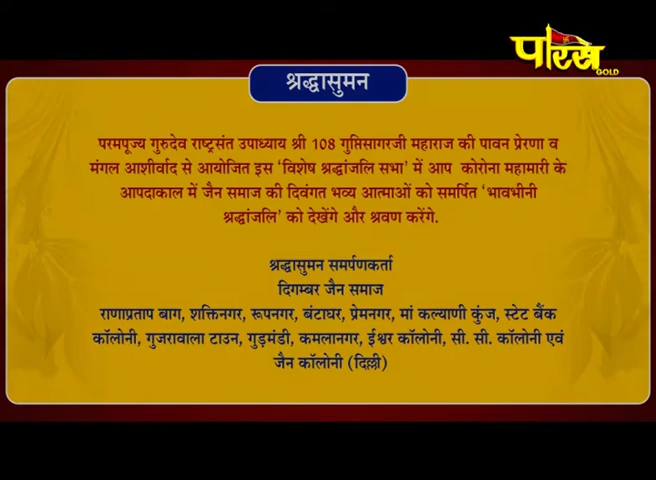 पारस
GOLD
श्रद्धासुमन
परमपूज्य गुरुदेव राष्ट्रसंत उपाध्याय श्री 108 गुप्तिसागरजी महाराज की पावन प्रेरणा व
मंगल आशीर्वाद से आयोजित इस ‘विशेष श्रद्धांजलि सभा’ में आप कोरोना महामारी के
आपदाकाल में जैन समाज की दिवंगत भव्य आत्माओं को समर्पित ‘भावभीनी
श्रद्धांजलि’ को देखेंगे और श्रवण करेंगे.
श्रद्धासुमन समर्पणकर्ता
दिगम्बर जैन समाज
राणाप्रताप बाग, शक्तिनगर, रूपनगर, बंटाघर, प्रेमनगर, मां कल्याणी कुंज, स्टेट बैंक
कॉलोनी, गुजरावाला टाउन, गुड़मंडी, कमलानगर, ईश्वर कॉलोनी, सी. सी. कॉलोनी एवं
जैन कॉलोनी (दिल्ली)